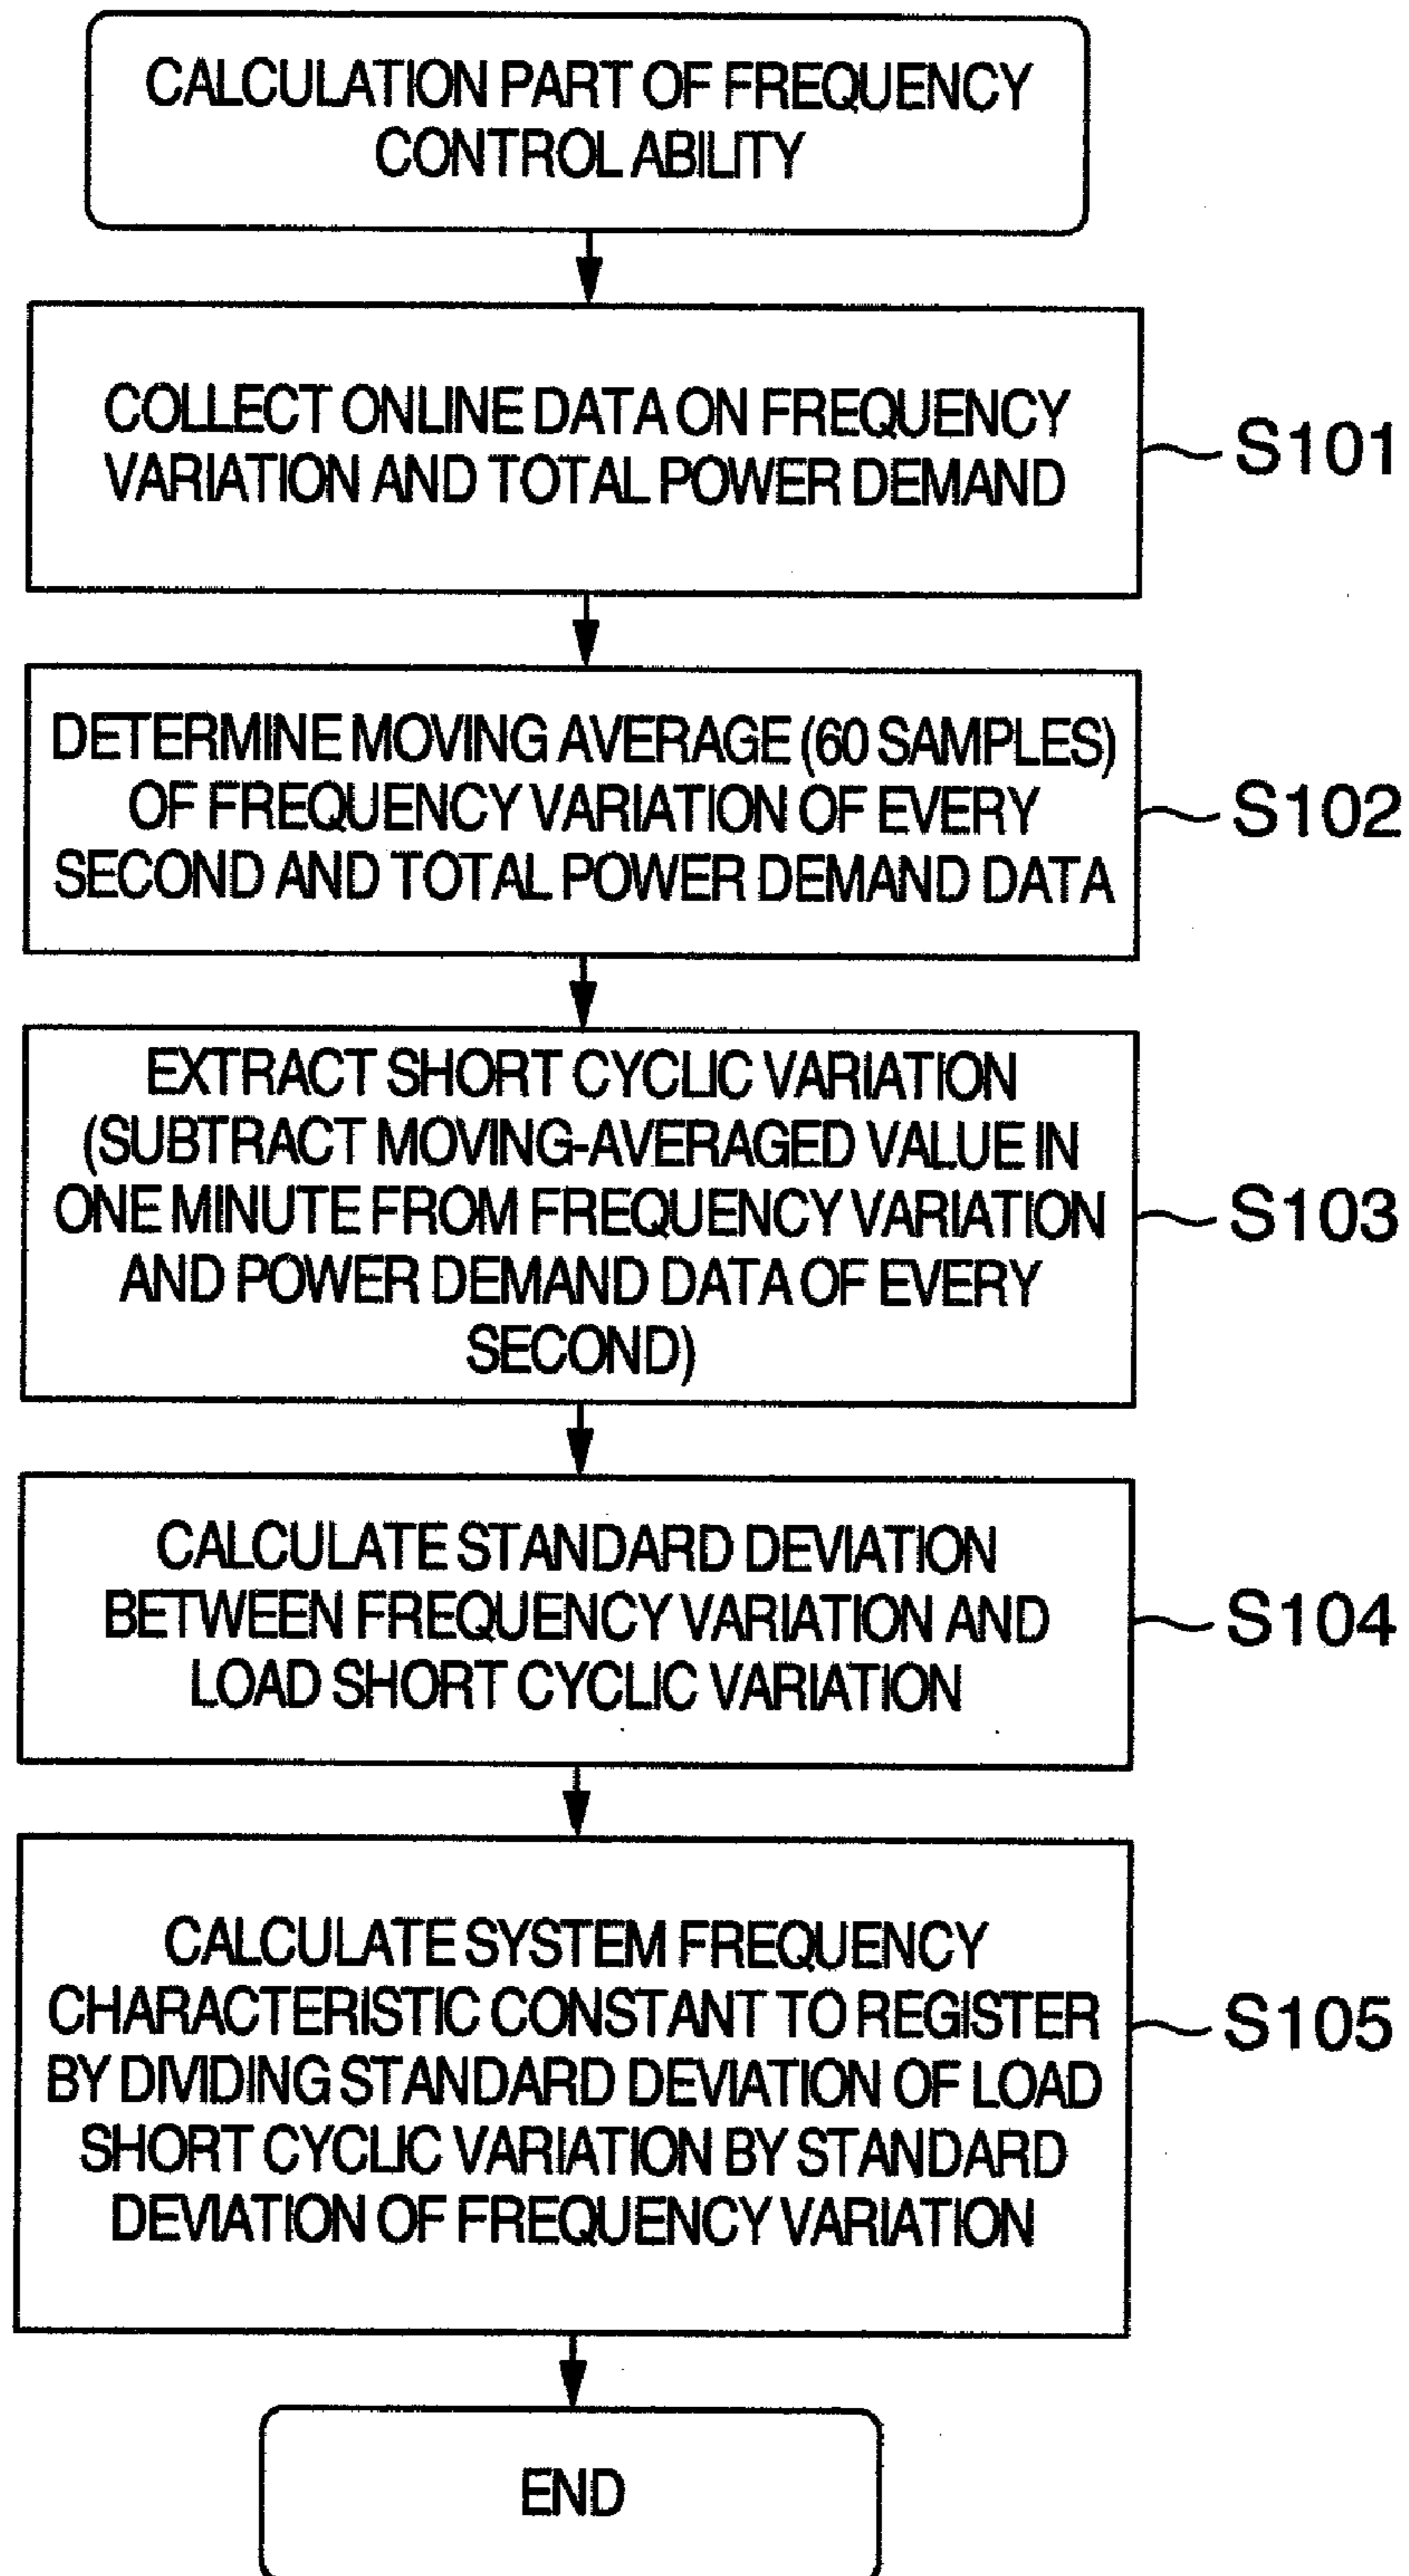 CALCULATION PART OF FREQUENCY
CONTROL ABILITY
COLLECT ONLINE DATA ON FREQUENCY
VARIATION AND TOTAL POWER DEMAND
S101
DETERMINE MOVING AVERAGE (60 SAMPLES)
OF FREQUENCY VARIATION OF EVERY
SECOND AND TOTAL POWER DEMAND DATA
S102
EXTRACT SHORT CYCLIC VARIATION
(SUBTRACT MOVING-AVERAGED VALUE IN
ONE MINUTE FROM FREQUENCY VARIATION
AND POWER DEMAND DATA OF EVERY
SECOND)
S103
CALCULATE STANDARD DEVIATION
BETWEEN FREQUENCY VARIATION AND
LOAD SHORT CYCLIC VARIATION
S104
CALCULATE SYSTEM FREQUENCY
CHARACTERISTIC CONSTANT TO REGISTER
BY DIVIDING STANDARD DEVIATION OF LOAD
SHORT CYCLIC VARIATION BY STANDARD
DEVIATION OF FREQUENCY VARIATION
S105
END